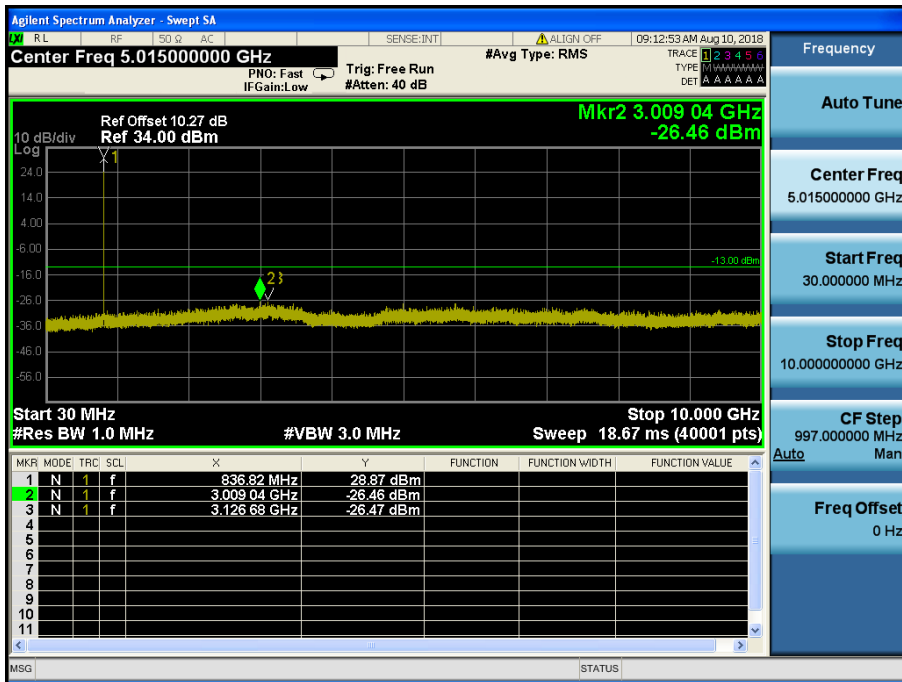 Agilent Spectrum Analyzer - Swept SA
LXI RL RF 50 Ω AC SENSE:INT ALIGN OFF 09:12:53 AM Aug 10, 2018
Center Freq 5.015000000 GHz
PNO: Fast
IFGain:Low
Trig: Free Run
#Atten: 40 dB
#Avg Type: RMS
TRACE 1 2 3 4 5 6
TYPE M WWWWW
DET A A A A A A
Mkr2 3.009 04 GHz
-26.46 dBm
Ref Offset 10.27 dB
10 dB/div Ref 34.00 dBm
Log
1
24.0
14.0
4.00
-6.00
-13.00 dBm
-16.0
2 3
-26.0
-36.0
-46.0
-56.0
Start 30 MHz Stop 10.000 GHz
#Res BW 1.0 MHz #VBW 3.0 MHz Sweep 18.67 ms (40001 pts)
MKR MODE TRC SCL X Y FUNCTION FUNCTION WIDTH FUNCTION VALUE
1 N 1 f 836.82 MHz 28.87 dBm
2 N 1 f 3.009 04 GHz -26.46 dBm
3 N 1 f 3.126 68 GHz -26.47 dBm
4
5
6
7
8
9
10
11
MSG STATUS
Frequency
Auto Tune
Center Freq
5.015000000 GHz
Start Freq
30.000000 MHz
Stop Freq
10.000000000 GHz
CF Step
997.000000 MHz
Auto Man
Freq Offset
0 Hz